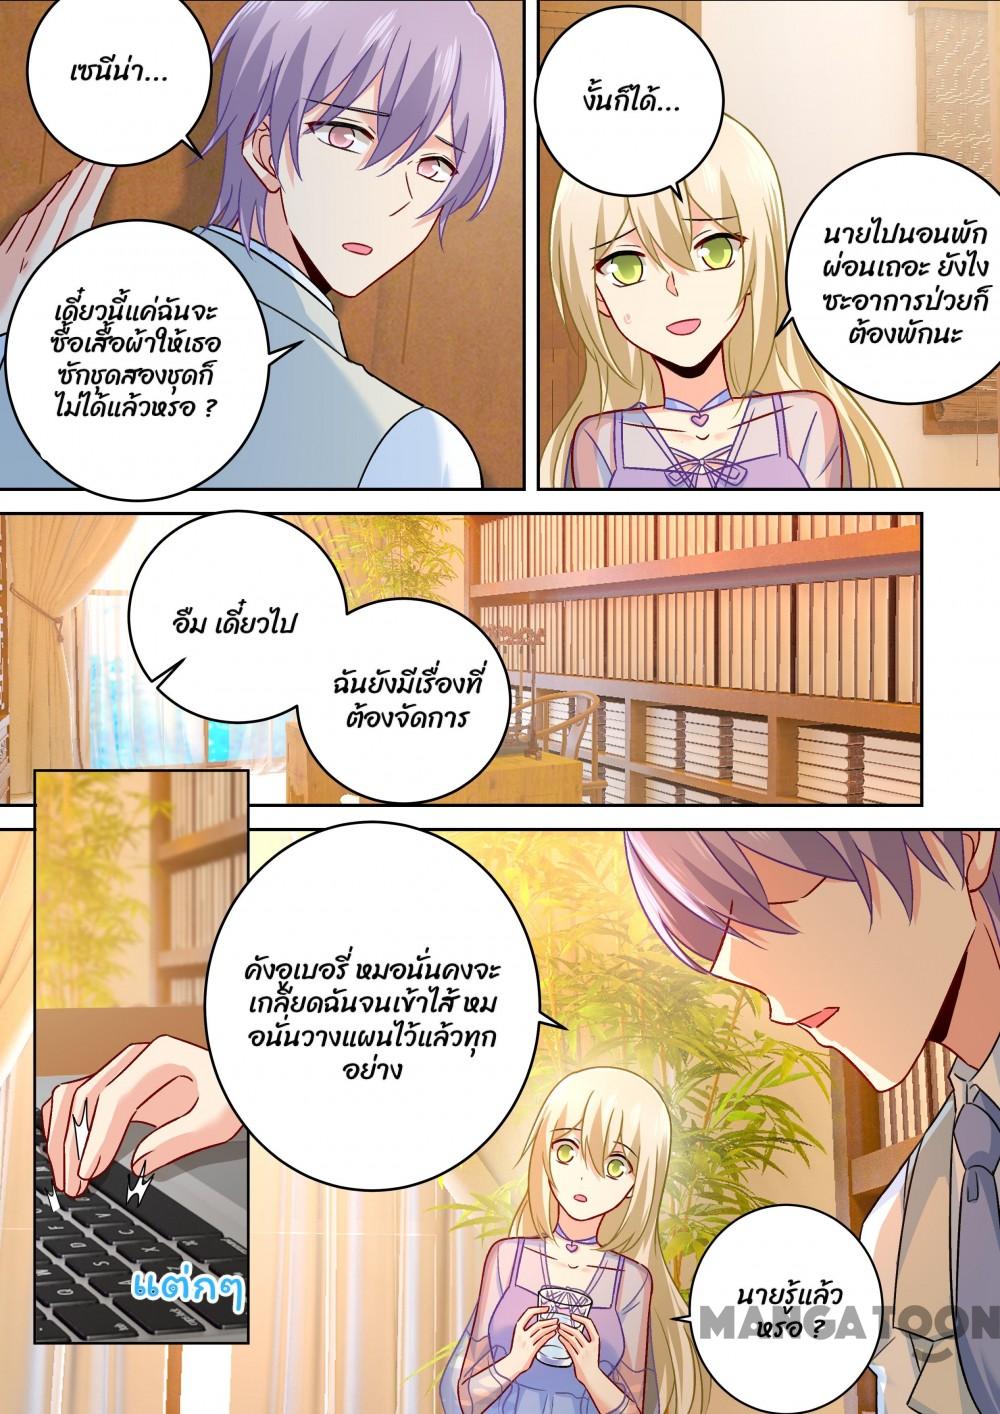 เซนีน่า...
เดี๋ยวนี้แค่ฉันจะ
ซื้อเสื้อผ้าให้เธอ
ซักชุดสองชุดก็
ไม่ได้แล้วหรอ ?
งั้นก็ได้...
นายไปนอนพัก
ผ่อนเถอะ ยังไง
ซะอาการป่วยก็
ต้องพักนะ
อืม เดี๋ยวไป
ฉันยังมีเรื่องที่
ต้องจัดการ
คังอูเบอรี่ หมอนั่นคงจะ
เกลียดฉันจนเข้าไส้ หม
อนั่นวางแผนไว้แล้วทุก
อย่าง
แต่กๆ
นายรู้แล้ว
หรอ ?
MANGATOON